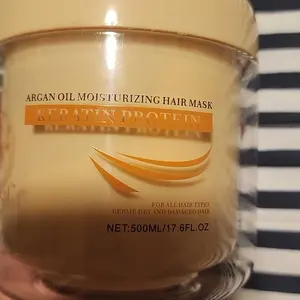 ARGAN OIL MOISTURIZING HAIR MASK
KERATIN PROTEIN
FOR ALL HAIR TYPES
REPAIR DRY AND DAMAGED HAIR
NET:500ML/17.6FL.OZ